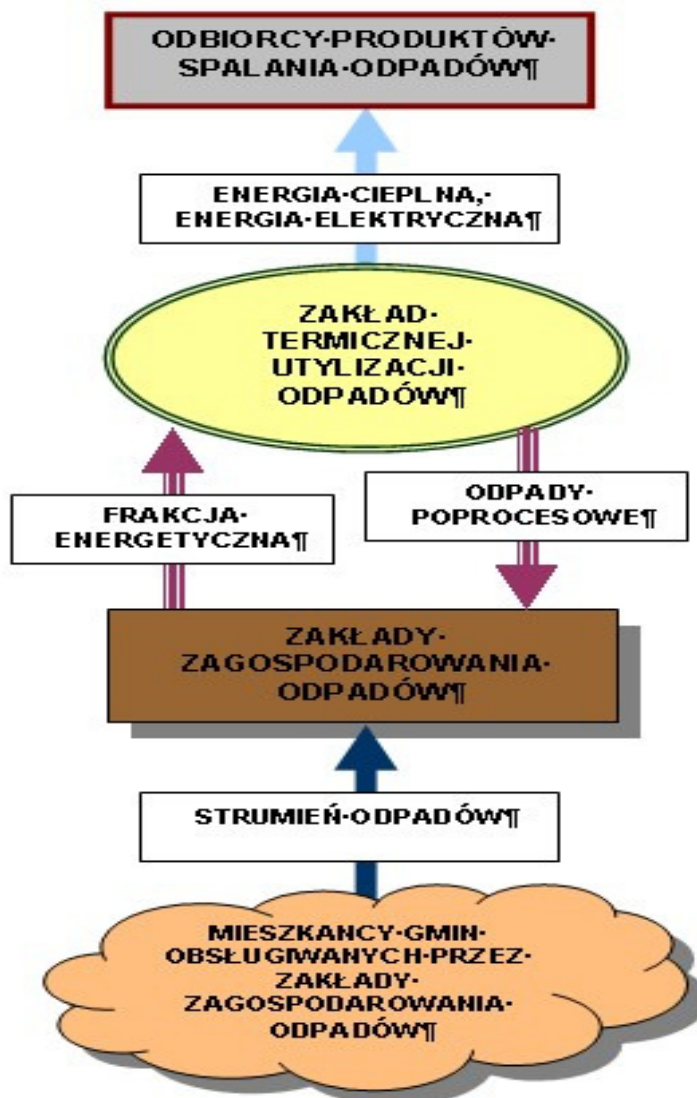 ODBIORCY·PRODUKTÓW·
SPALANIA·ODPADÓW¶
ENERGIA·CIEPLNA,·
ENERGIA·ELEKTRYCZNA¶
ZAKŁAD·
TERMICZNEJ·
UTYLIZACJI·
ODPADÓW¶
FRAKCJA·
ENERGETYCZNA¶
ODPADY·
POPROCESOWE¶
ZAKŁADY·
ZAGOSPODAROWANIA·
ODPADÓW¶
STRUMIEŃ·ODPADÓW¶
MIESZKAŃCY·GMIN·
OBSŁUGIWANYCH·PRZEZ·
ZAKŁADY·
ZAGOSPODAROWANIA·
ODPADÓW¶